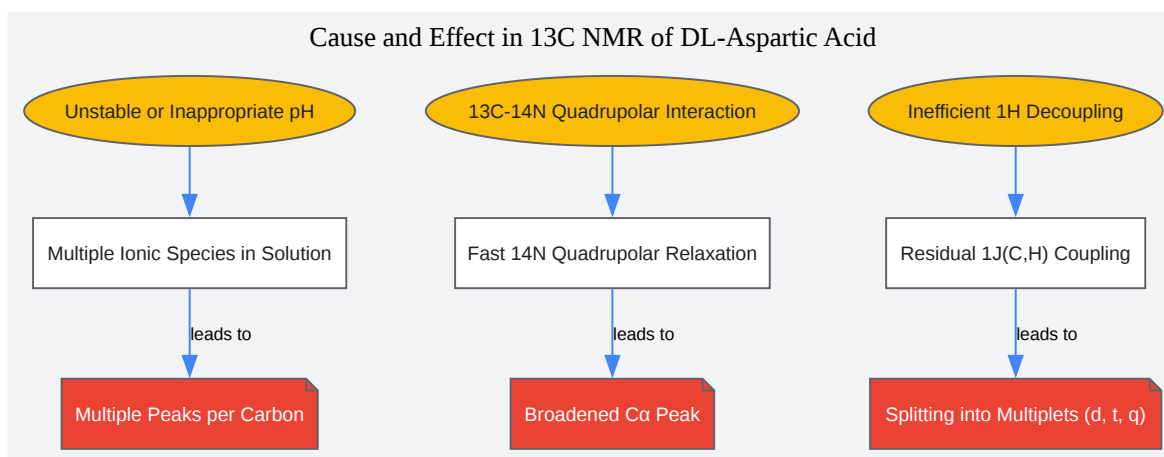 Cause and Effect in 13C NMR of DL-Aspartic Acid
Unstable or Inappropriate pH
13C-14N Quadrupolar Interaction
Inefficient 1H Decoupling
Multiple Ionic Species in Solution
Fast 14N Quadrupolar Relaxation
Residual 1J(C,H) Coupling
leads to
leads to
leads to
Multiple Peaks per Carbon
Broadened Cα Peak
Splitting into Multiplets (d, t, q)